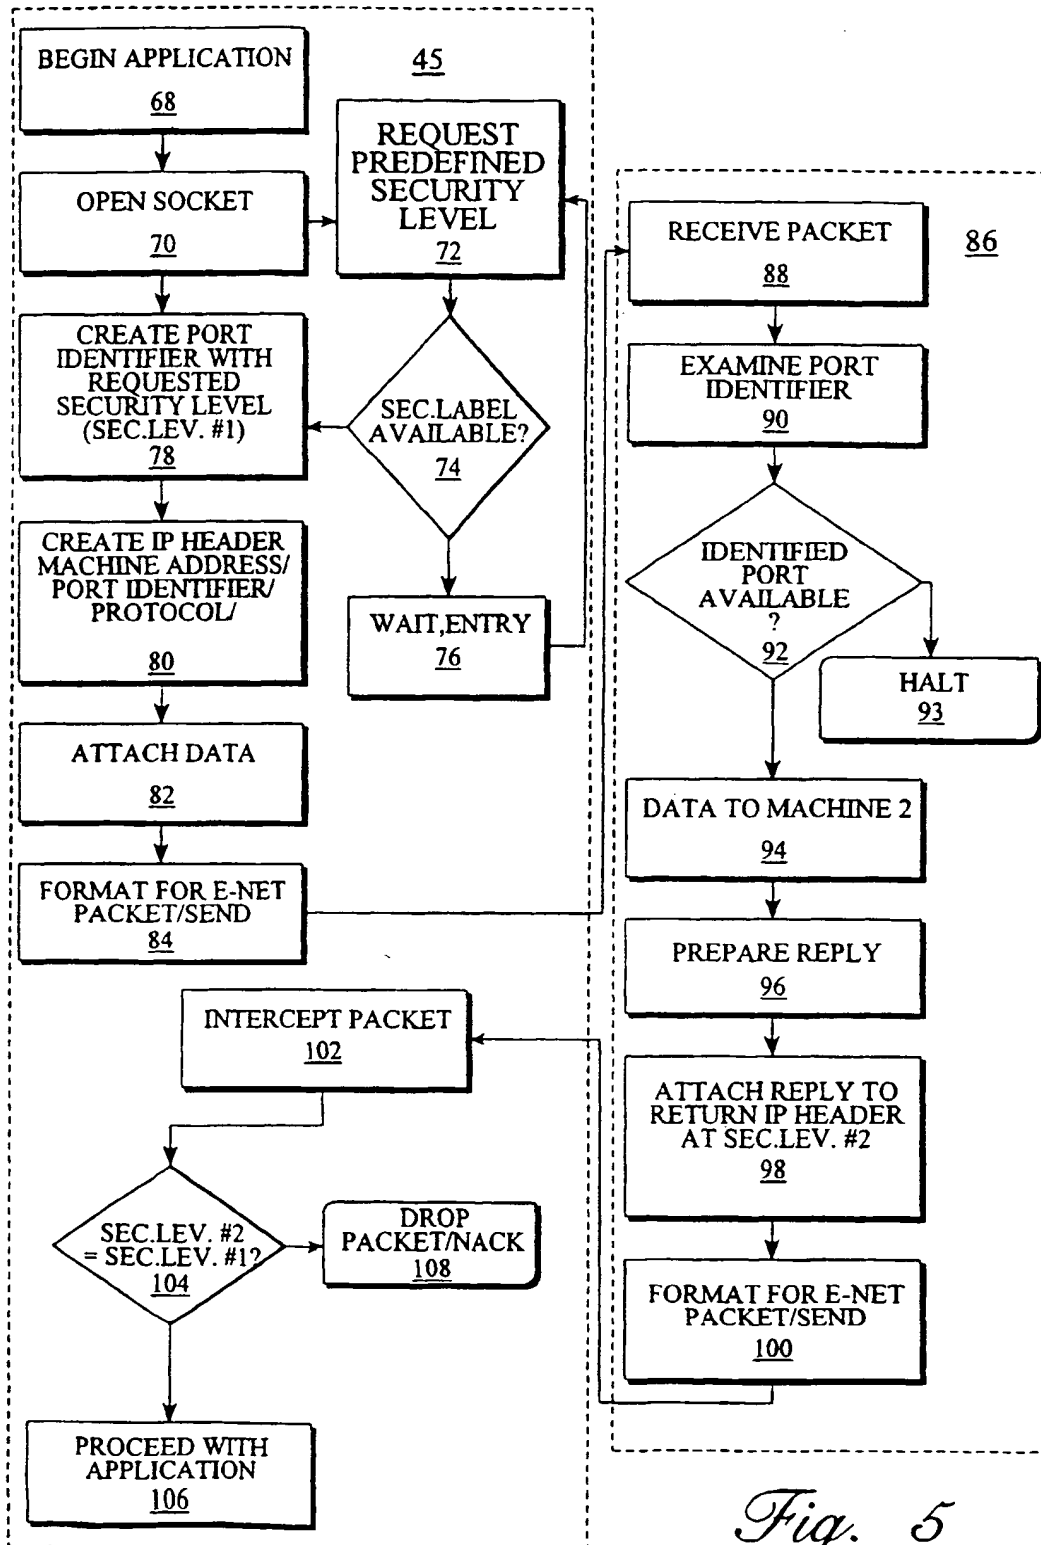 BEGIN APPLICATION
68
45
OPEN SOCKET
70
REQUEST
PREDEFINED
SECURITY
LEVEL
72
CREATE PORT
IDENTIFIER WITH
REQUESTED
SECURITY LEVEL
(SEC.LEV. #1)
78
SEC.LABEL
AVAILABLE?
74
CREATE IP HEADER
MACHINE ADDRESS/
PORT IDENTIFIER/
PROTOCOL/
80
WAIT,ENTRY
76
ATTACH DATA
82
FORMAT FOR E-NET
PACKET/SEND
84
86
RECEIVE PACKET
88
EXAMINE PORT
IDENTIFIER
90
IDENTIFIED
PORT
AVAILABLE
?
92
HALT
93
DATA TO MACHINE 2
94
PREPARE REPLY
96
ATTACH REPLY TO
RETURN IP HEADER
AT SEC.LEV. #2
98
FORMAT FOR E-NET
PACKET/SEND
100
INTERCEPT PACKET
102
SEC.LEV. #2
= SEC.LEV. #1?
104
DROP
PACKET/NACK
108
PROCEED WITH
APPLICATION
106
Fig. 5